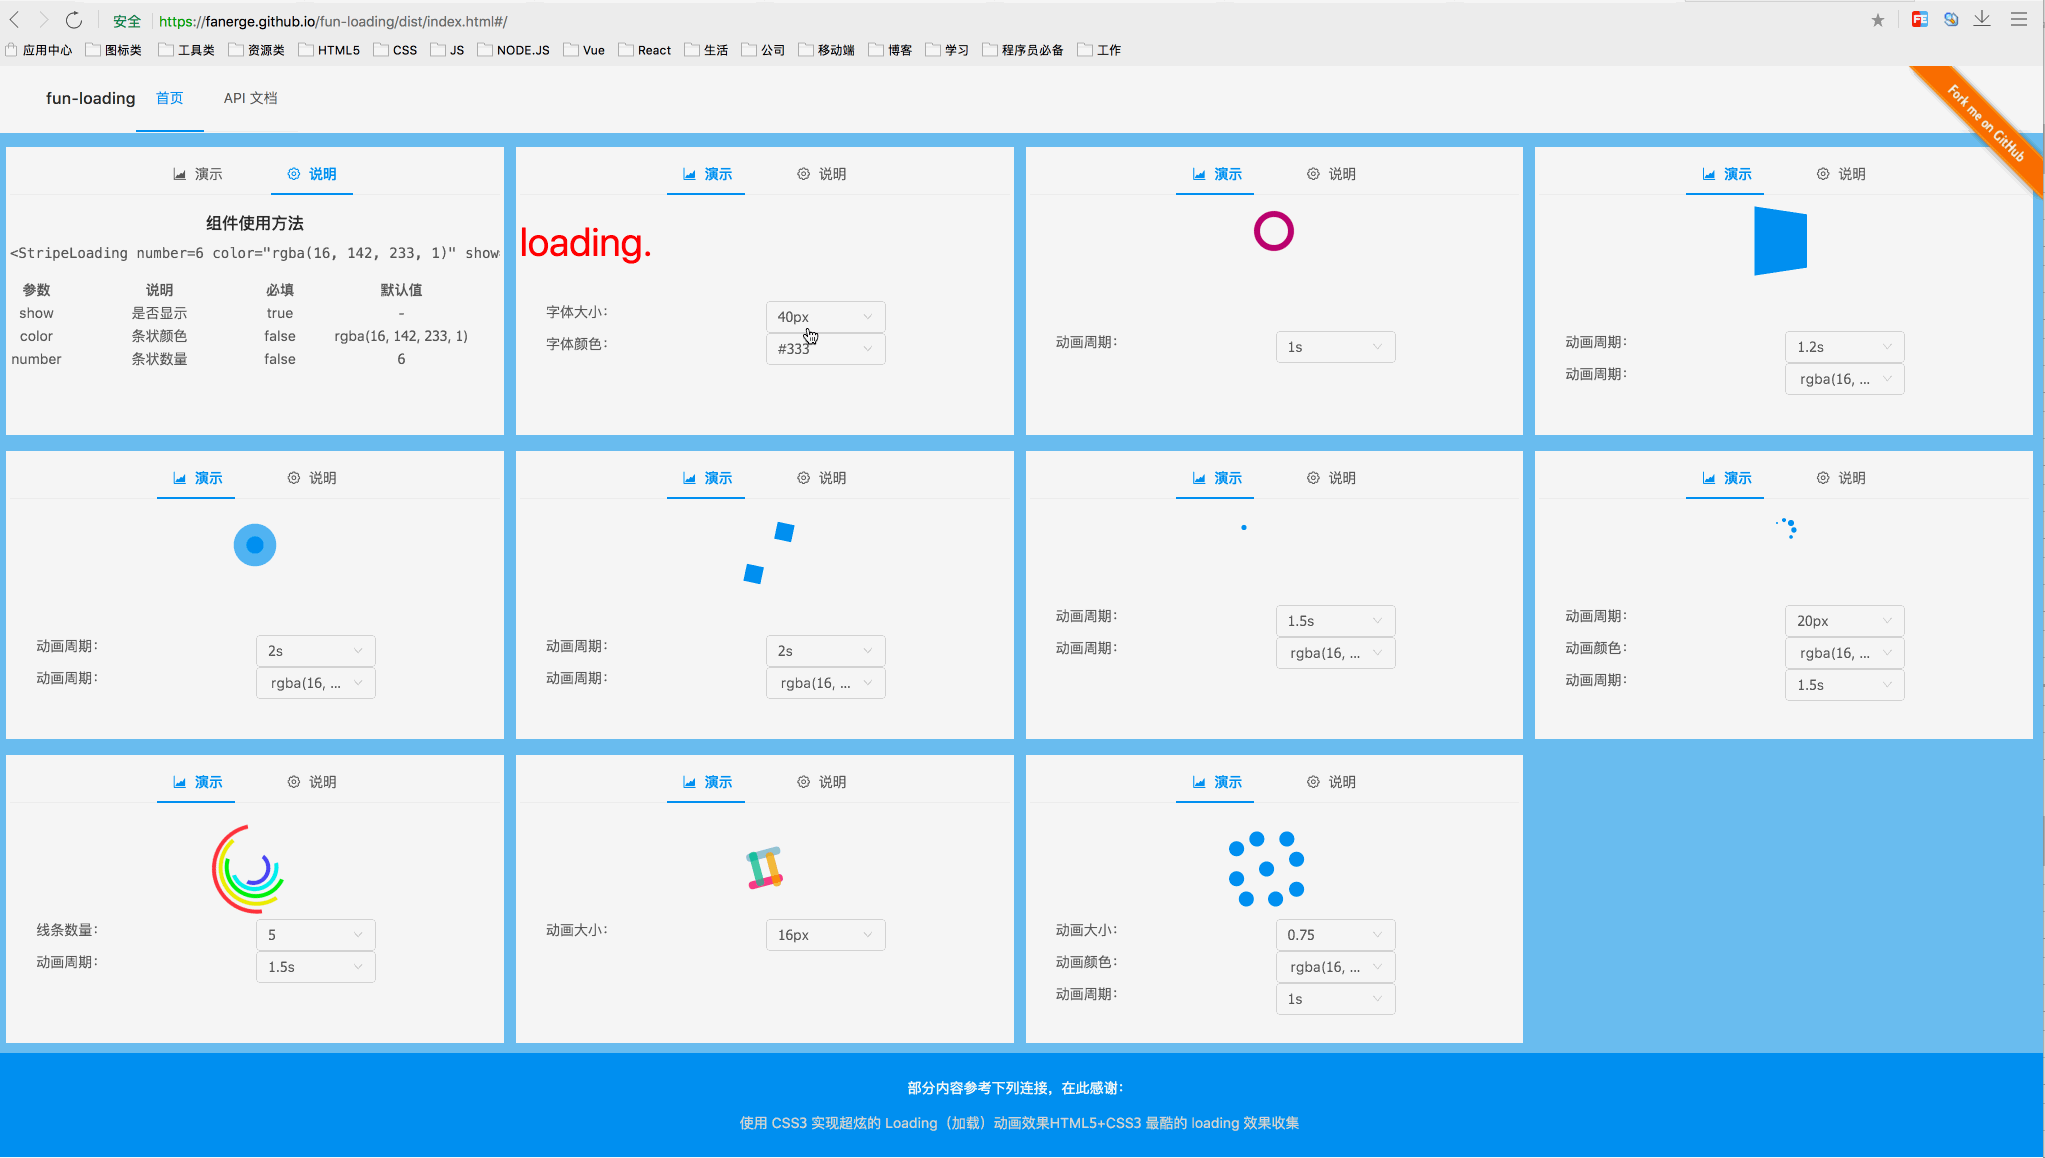 安全 https://fanerge.github.io/fun-loading/dist/index.html#/
应用中心 图标类 工具类 资源类 HTML5 CSS JS NODE.JS Vue React 生活 公司 移动端 博客 学习 程序员必备 工作
fun-loading 首页 API 文档
Fork me on GitHub
演示 说明
组件使用方法
<StripeLoading number=6 color="rgba(16, 142, 233, 1)" show
参数 说明 必填 默认值
show 是否显示 true -
color 条状颜色 false rgba(16, 142, 233, 1)
number 条状数量 false 6
演示 说明
loading.
字体大小: 40px
字体颜色: #333
演示 说明
动画周期: 1s
演示 说明
动画周期: 1.2s
动画周期: rgba(16, ...
演示 说明
动画周期: 2s
动画周期: rgba(16, ...
演示 说明
动画周期: 2s
动画周期: rgba(16, ...
演示 说明
动画周期: 1.5s
动画周期: rgba(16, ...
演示 说明
动画周期: 20px
动画颜色: rgba(16, ...
动画周期: 1.5s
演示 说明
线条数量: 5
动画周期: 1.5s
演示 说明
动画大小: 16px
演示 说明
动画大小: 0.75
动画颜色: rgba(16, ...
动画周期: 1s
部分内容参考下列连接，在此感谢:
使用 CSS3 实现超炫的 Loading（加载）动画效果HTML5+CSS3 最酷的 loading 效果收集